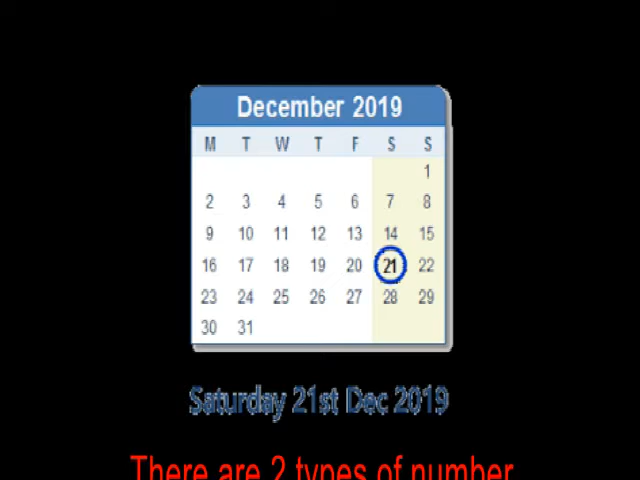 December 2019
M T W T F S S
1
2 3 4 5 6 7 8
9 10 11 12 13 14 15
16 17 18 19 20 21 22
23 24 25 26 27 28 29
30 31
Saturday 21st Dec 2019
There are 2 types of number